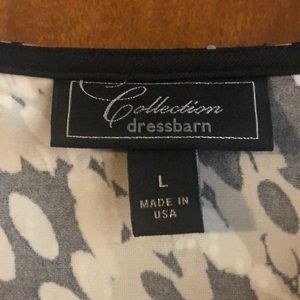 Collection
dressbarn
L
MADE IN
USA